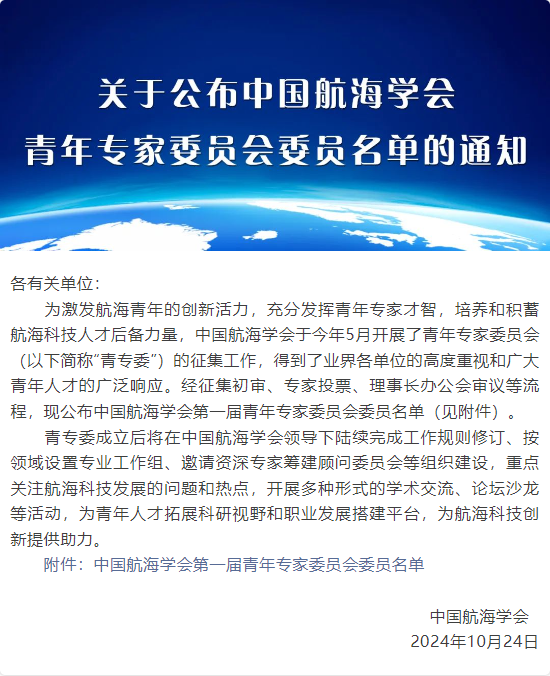 关于公布中国航海学会
青年专家委员会委员名单的通知
各有关单位：
为激发航海青年的创新活力，充分发挥青年专家才智，培养和积蓄
航海科技人才后备力量，中国航海学会于今年5月开展了青年专家委员会
（以下简称“青专委”）的征集工作，得到了业界各单位的高度重视和广大
青年人才的广泛响应。经征集初审、专家投票、理事长办公会审议等流
程，现公布中国航海学会第一届青年专家委员会委员名单（见附件）。
青专委成立后将在中国航海学会领导下陆续完成工作规则修订、按
领域设置专业工作组、邀请资深专家筹建顾问委员会等组织建设，重点
关注航海科技发展的问题和热点，开展多种形式的学术交流、论坛沙龙
等活动，为青年人才拓展科研视野和职业发展搭建平台，为航海科技创
新提供助力。
附件：中国航海学会第一届青年专家委员会委员名单
中国航海学会
2024年10月24日